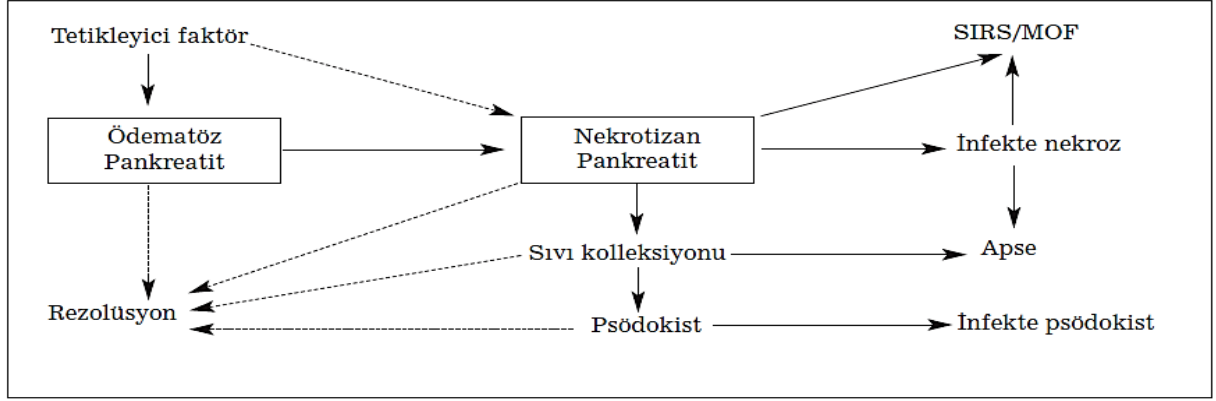 Tetikleyici faktör
SIRS/MOF
Ödematöz
Pankreatit
Nekrotizan
Pankreatit
İnfekte nekroz
Sıvı kolleksiyonu
Apse
Rezolüsyon
Psödokist
İnfekte psödokist